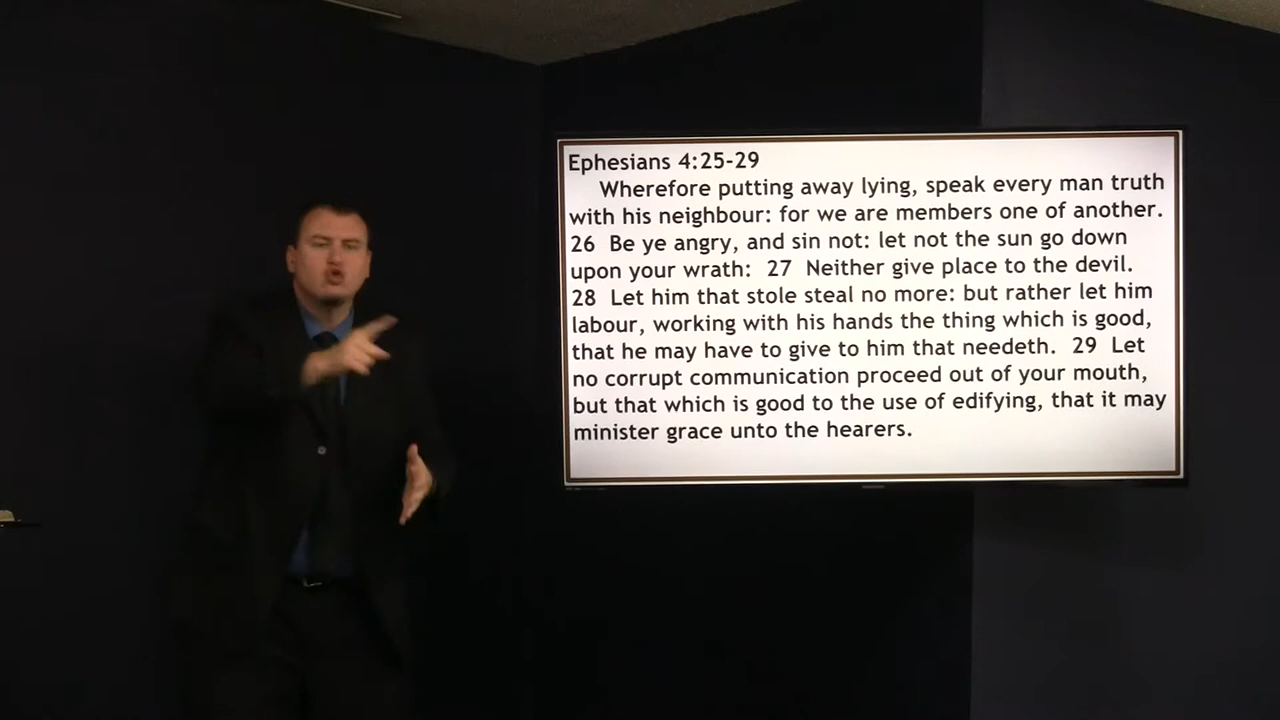 Ephesians 4:25-29
Wherefore putting away lying, speak every man truth
with his neighbour: for we are members one of another.
26 Be ye angry, and sin not: let not the sun go down
upon your wrath: 27 Neither give place to the devil.
28 Let him that stole steal no more: but rather let him
labour, working with his hands the thing which is good,
that he may have to give to him that needeth. 29 Let
no corrupt communication proceed out of your mouth,
but that which is good to the use of edifying, that it may
minister grace unto the hearers.